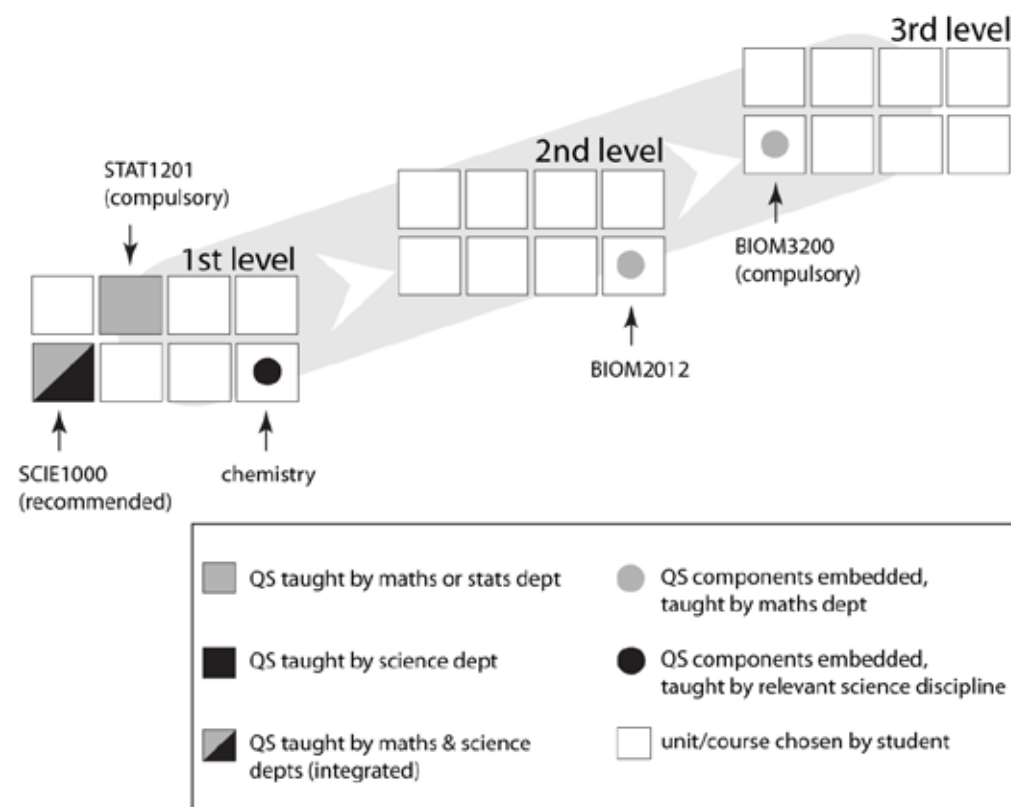 3rd level
2nd level
STAT1201
(compulsory)
1st level
BIOM3200
(compulsory)
BIOM2012
SCIE1000
(recommended)
chemistry
QS taught by maths or stats dept
QS taught by science dept
QS taught by maths & science
depts (integrated)
QS components embedded,
taught by maths dept
QS components embedded,
taught by relevant science discipline
unit/course chosen by student